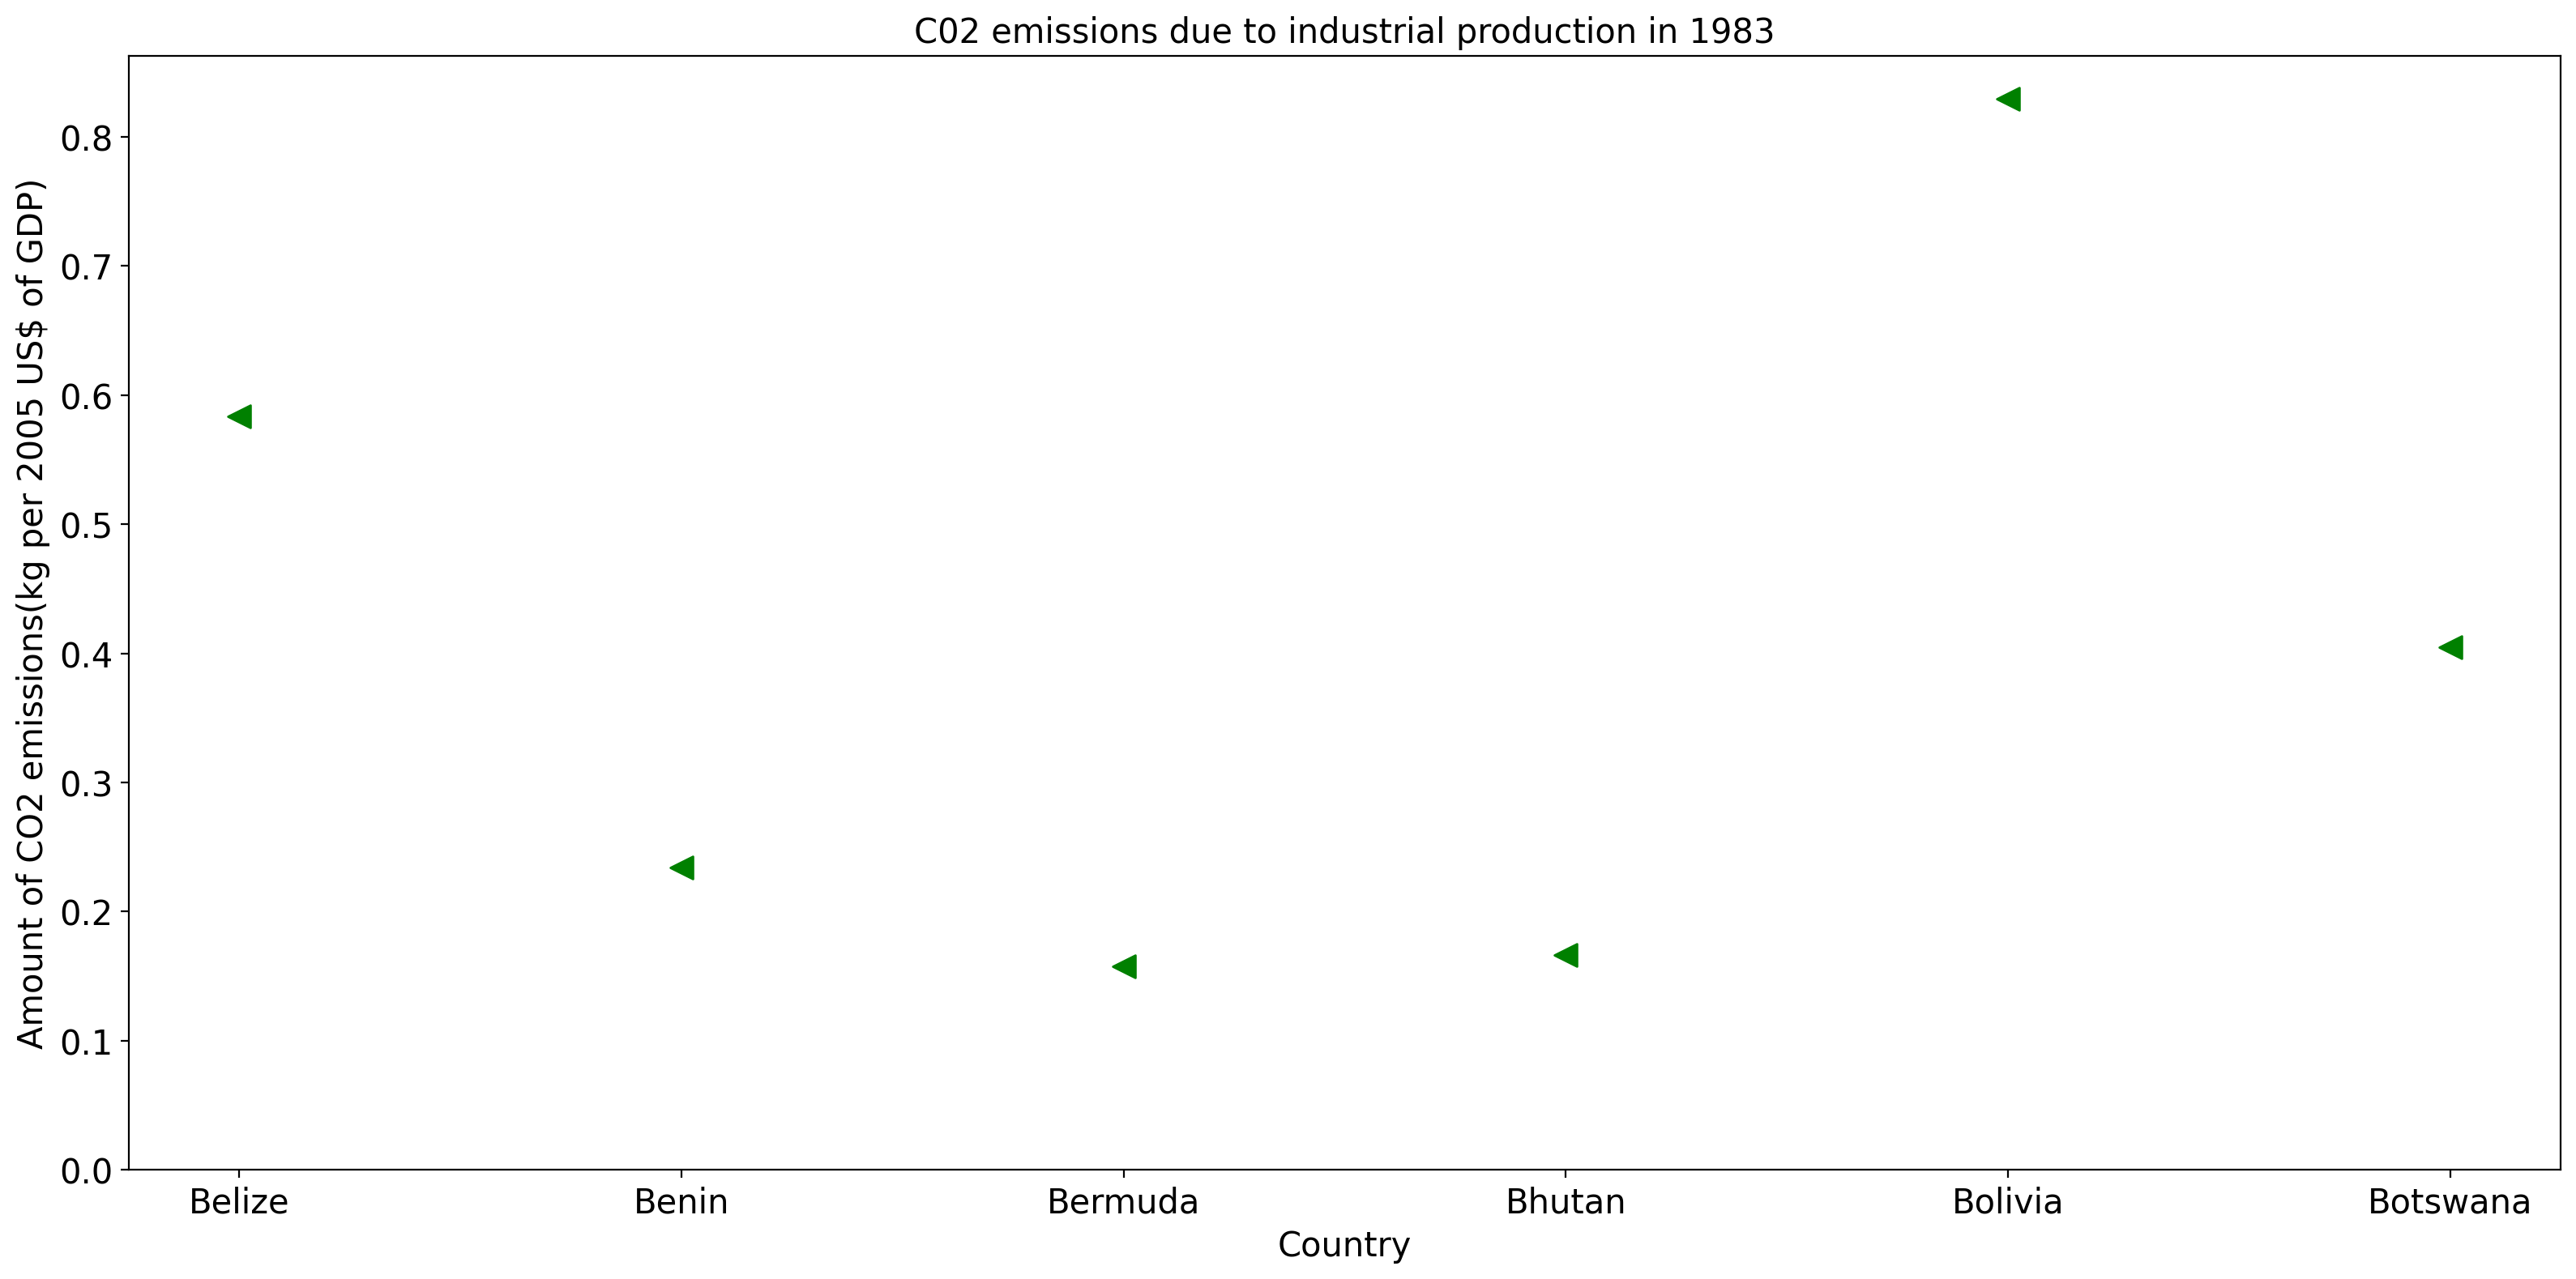 C02 emissions due to industrial production in 1983
Amount of CO2 emissions(kg per 2005 US$ of GDP)
0.8
0.7
0.6
0.5
0.4
0.3
0.2
0.1
0.0
Belize Benin Bermuda Bhutan Bolivia Botswana
Country